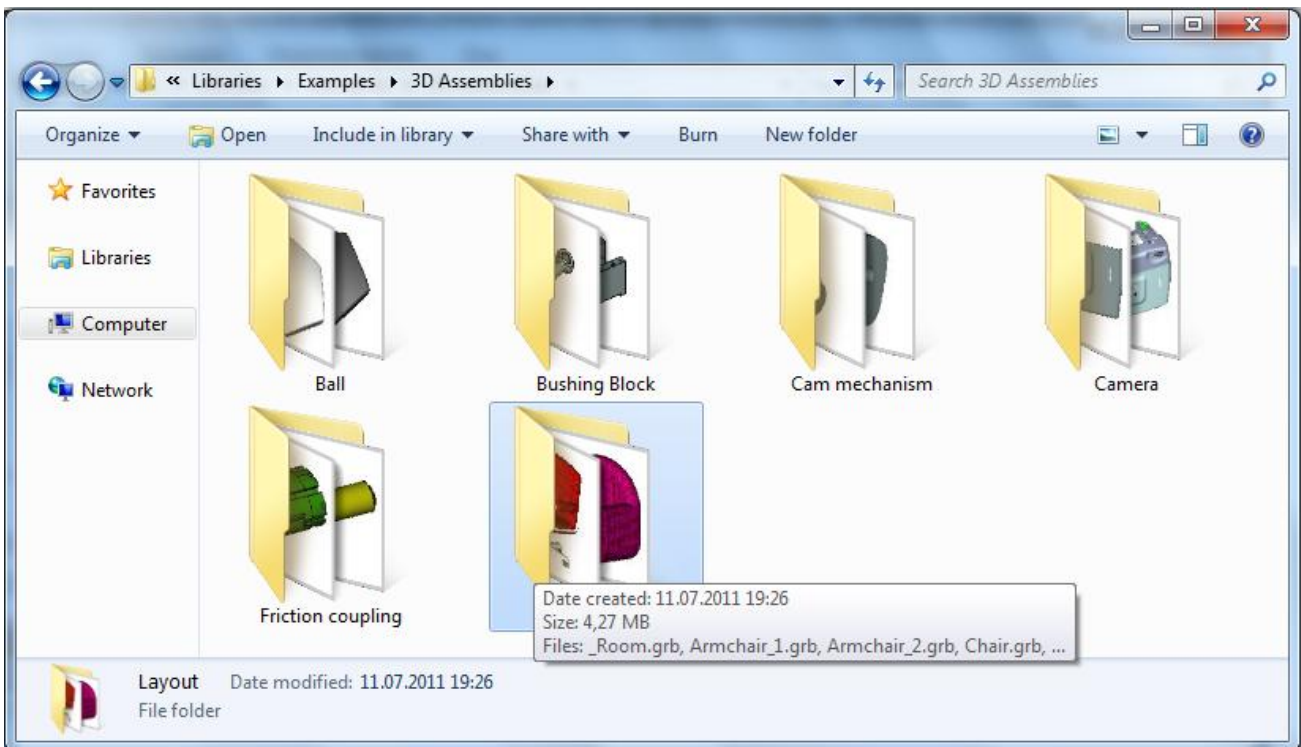 « Libraries ▸ Examples ▸ 3D Assemblies ▸
Search 3D Assemblies
Organize ▾ Open Include in library ▾ Share with ▾ Burn New folder
Favorites
Libraries
Computer
Network
Ball Bushing Block Cam mechanism Camera
Friction coupling
Date created: 11.07.2011 19:26
Size: 4,27 MB
Files: _Room.grb, Armchair_1.grb, Armchair_2.grb, Chair.grb, ...
Layout Date modified: 11.07.2011 19:26
File folder